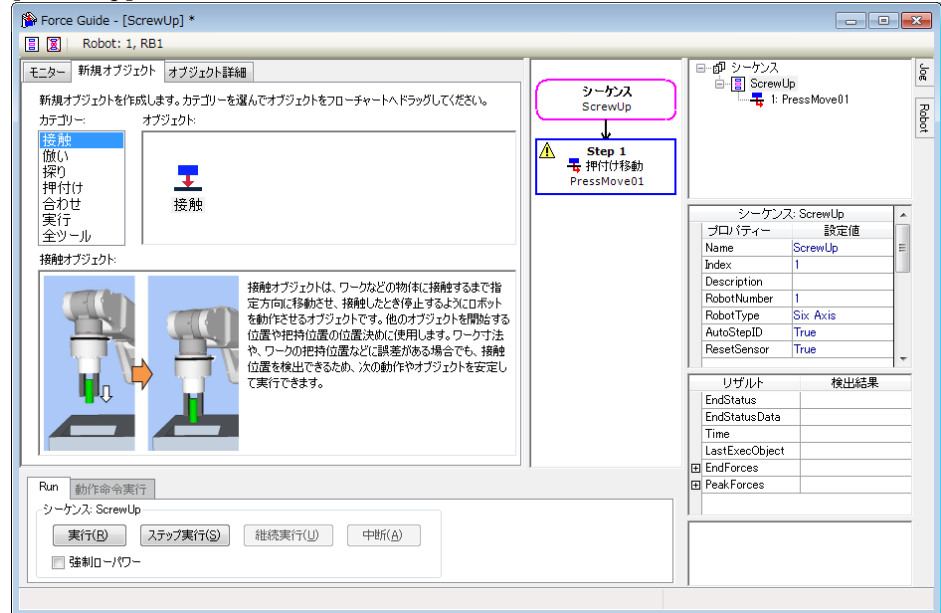 Force Guide - [ScrewUp] *
Robot: 1, RB1
モニター 新規オブジェクト オブジェクト詳細
新規オブジェクトを作成します。カテゴリーを選んでオブジェクトをフローチャートへドラッグしてください。
カテゴリー: オブジェクト:
接触
倣い
探り
押付け
合わせ
実行
全ツール
接触
接触オブジェクト:
接触オブジェクトは、ワークなどの物体に接触するまで指
定方向に移動させ、接触したとき停止するようにロボット
を動作させるオブジェクトです。他のオブジェクトを開始する
位置や把持位置の位置決めに使用します。ワーク寸法
や、ワークの把持位置などに誤差がある場合でも、接触
位置を検出できるため、次の動作やオブジェクトを安定し
て実行できます。
シーケンス
ScrewUp
Step 1
押付け移動
PressMove01
シーケンス
ScrewUp
1: PressMove01
Jog
Robot
シーケンス: ScrewUp
プロパティー 設定値
Name ScrewUp
Index 1
Description
RobotNumber 1
RobotType Six Axis
AutoStepID True
ResetSensor True
リザルト 検出結果
EndStatus
EndStatusData
Time
LastExecObject
EndForces
PeakForces
Run 動作命令実行
シーケンス: ScrewUp
実行(R) ステップ実行(S) 継続実行(U) 中断(A)
強制ローパワー